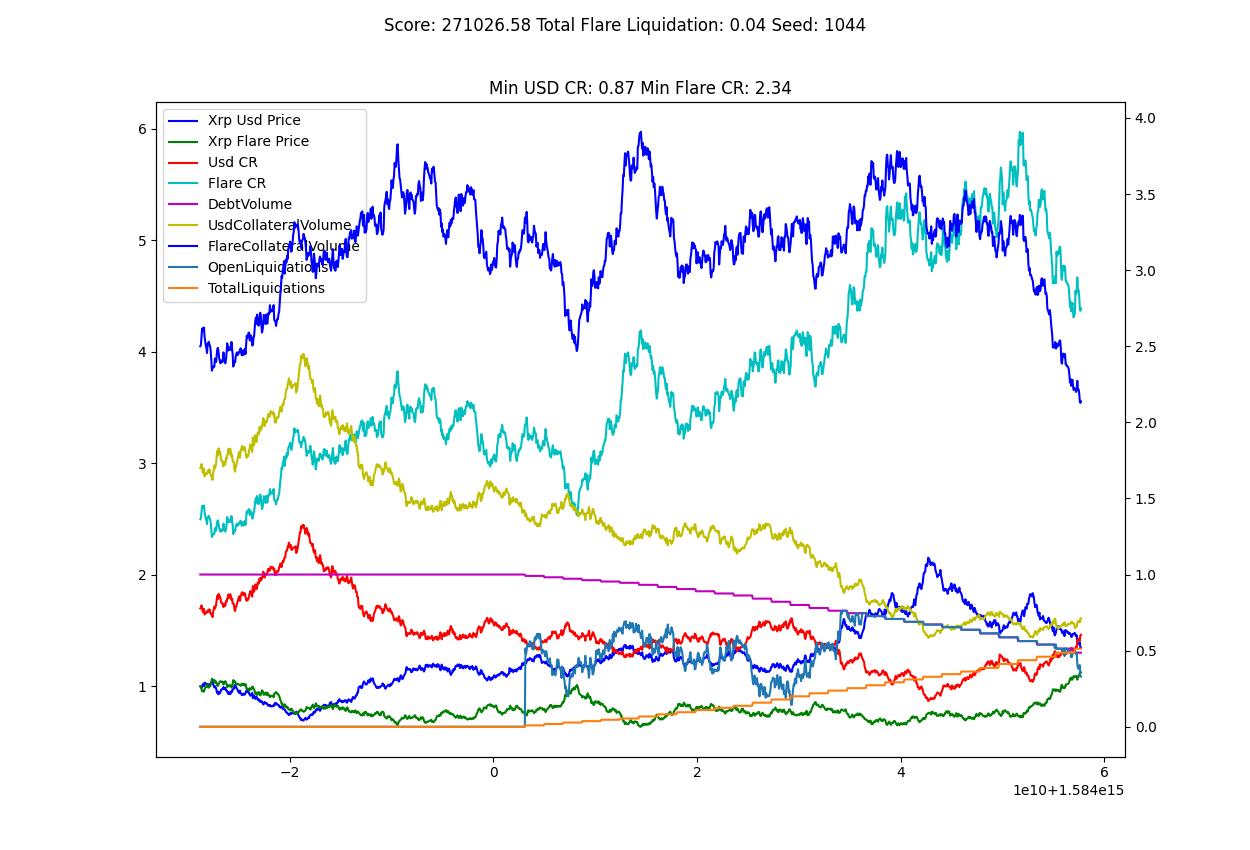 Score: 271026.58 Total Flare Liquidation: 0.04 Seed: 1044
Min USD CR: 0.87 Min Flare CR: 2.34
Xrp Usd Price
Xrp Flare Price
Usd CR
Flare CR
DebtVolume
UsdCollateralVolume
FlareCollateralVolume
OpenLiquidations
TotalLiquidations
6
5
4
3
2
1
4.0
3.5
3.0
2.5
2.0
1.5
1.0
0.5
0.0
−2
0
2
4
6
1e10+1.584e15